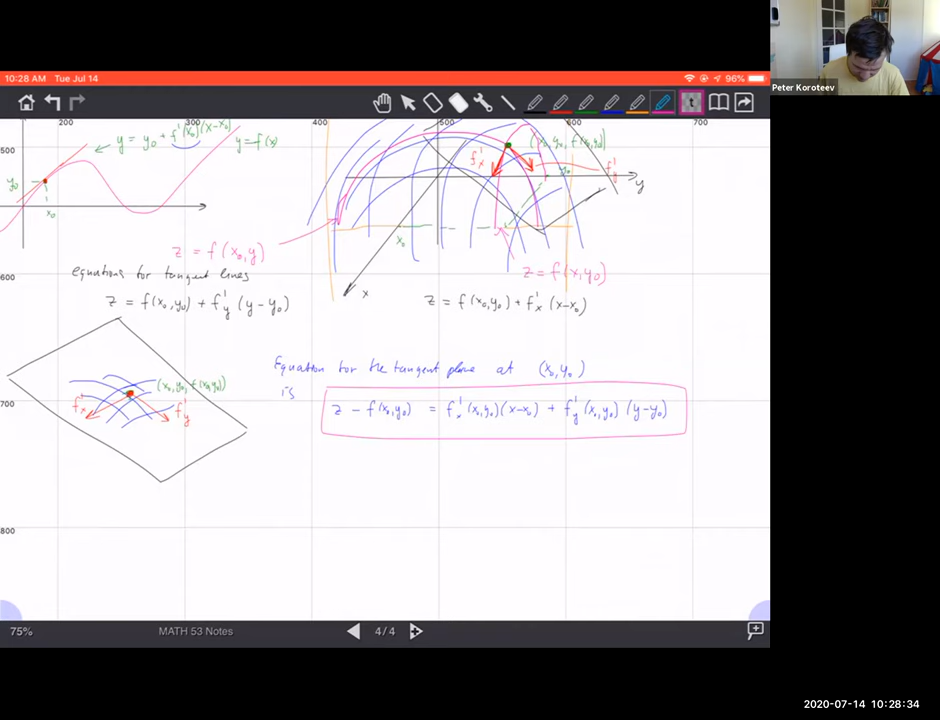 10:28 AM Tue Jul 14
96%
Peter Koroteev
t
200 300 400 500 600 700
500
600
700
800
y = y₀ + f'(x₀)(x-x₀)
y=f(x)
y₀
x₀
(x₀, y₀, f(x₀,y₀))
f'x
f'y
y₀
y
x₀
x
z = f(x₀,y)
z = f(x,y₀)
equations for tangent lines
z = f(x₀,y₀) + f'y (y-y₀)
z = f(x₀,y₀) + f'x (x-x₀)
(x₀, y₀, f(x₀,y₀))
f'x
f'y
Equation for the tangent plane at (x₀,y₀)
is
z - f(x₀,y₀) = f'x(x₀,y₀)(x-x₀) + f'y(x₀,y₀)(y-y₀)
75%
MATH 53 Notes
4/4
2020-07-14 10:28:34